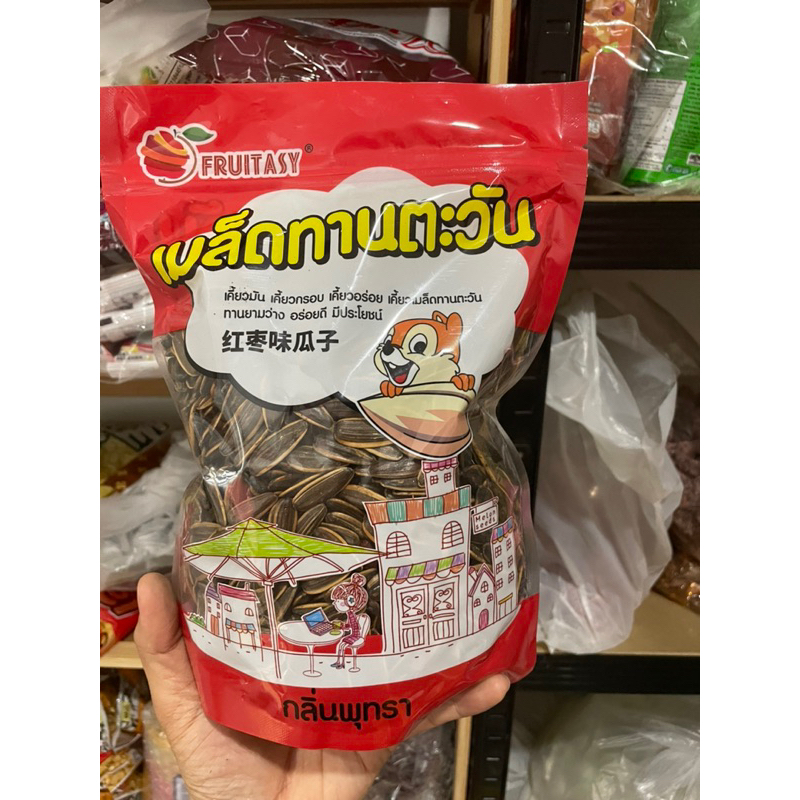 FRUITASY®
เมล็ดทานตะวัน
เคี้ยวมัน เคี้ยวกรอบ เคี้ยวอร่อย เคี้ยวเมล็ดทานตะวัน
ทานยามว่าง อร่อยดี มีประโยชน์
红枣味瓜子
Melon
seeds
กลิ่นพุทรา